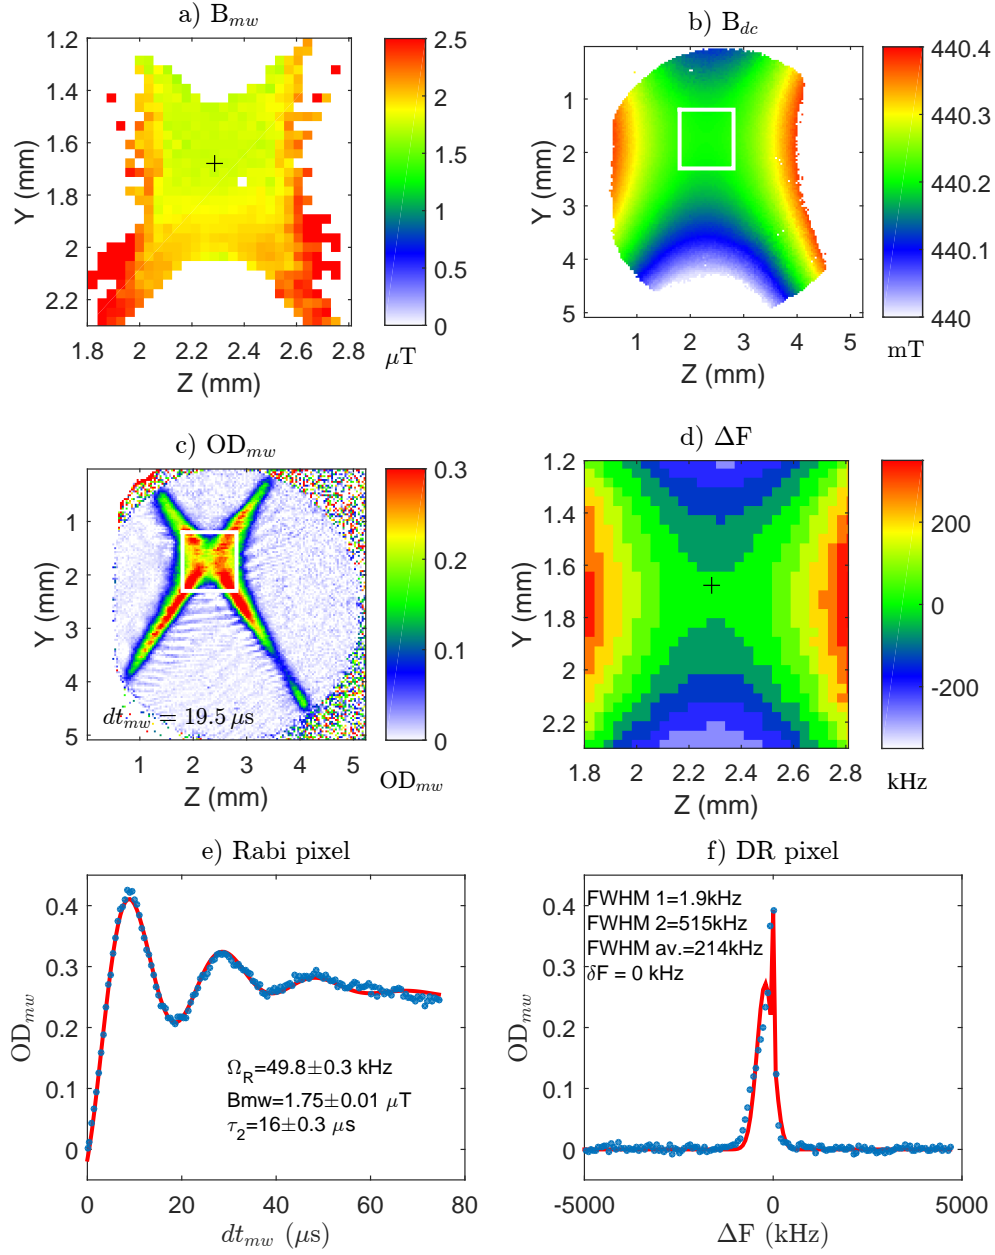 a) B_mw
1.2
1.4
1.6
1.8
2
2.2
Y (mm)
1.8 2 2.2 2.4 2.6 2.8
Z (mm)
2.5
2
1.5
1
0.5
0
μT
b) B_dc
1
2
3
4
5
Y (mm)
1 2 3 4 5
Z (mm)
440.4
440.3
440.2
440.1
440
mT
c) OD_mw
1
2
3
4
5
Y (mm)
dt_mw = 19.5 μs
1 2 3 4 5
Z (mm)
0.3
0.2
0.1
0
OD_mw
d) ΔF
1.2
1.4
1.6
1.8
2
2.2
Y (mm)
1.8 2 2.2 2.4 2.6 2.8
Z (mm)
200
0
-200
kHz
e) Rabi pixel
0.4
0.3
0.2
0.1
0
OD_mw
Ω_R=49.8±0.3 kHz
Bmw=1.75±0.01 μT
τ_2=16±0.3 μs
0 20 40 60 80
dt_mw (μs)
f) DR pixel
0.4
0.3
0.2
0.1
0
OD_mw
FWHM 1=1.9kHz
FWHM 2=515kHz
FWHM av.=214kHz
δF = 0 kHz
-5000 0 5000
ΔF (kHz)